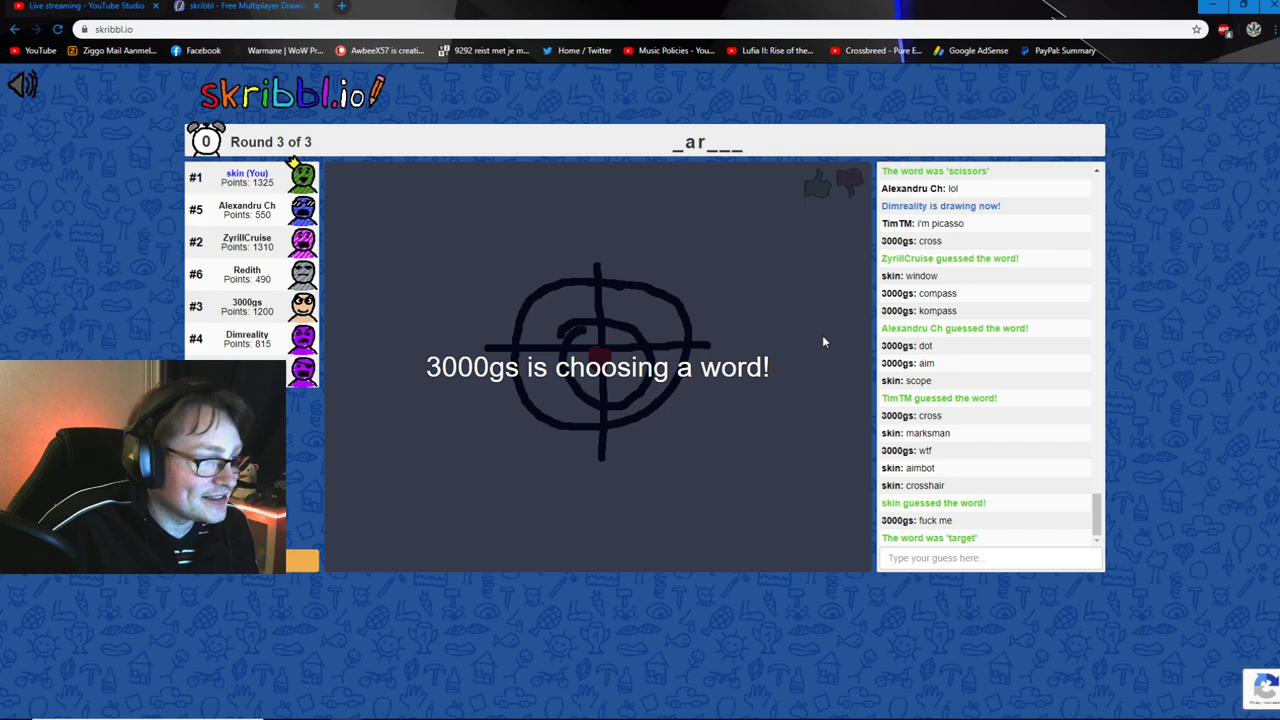 Live streaming - YouTube Studio
skribbl - Free Multiplayer Drawin
skribbl.io
YouTube
Ziggo Mail Aanmel...
Facebook
Warmane | WoW Pr...
AwbeeX57 is creati...
9292 reist met je m...
Home / Twitter
Music Policies - You...
Lufia II: Rise of the...
Crossbreed - Pure E...
Google AdSense
PayPal: Summary
skribbl.io!
0
Round 3 of 3
_ar___
#1
skin (You)
Points: 1325
#5
Alexandru Ch
Points: 550
#2
ZyrillCruise
Points: 1310
#6
Redith
Points: 490
#3
3000gs
Points: 1200
#4
Dimreality
Points: 815
3000gs is choosing a word!
The word was 'scissors'
Alexandru Ch: lol
Dimreality is drawing now!
TimTM: i'm picasso
3000gs: cross
ZyrillCruise guessed the word!
skin: window
3000gs: compass
3000gs: kompass
Alexandru Ch guessed the word!
3000gs: dot
3000gs: aim
skin: scope
TimTM guessed the word!
3000gs: cross
skin: marksman
3000gs: wtf
skin: aimbot
skin: crosshair
skin guessed the word!
3000gs: fuck me
The word was 'target'
Type your guess here...